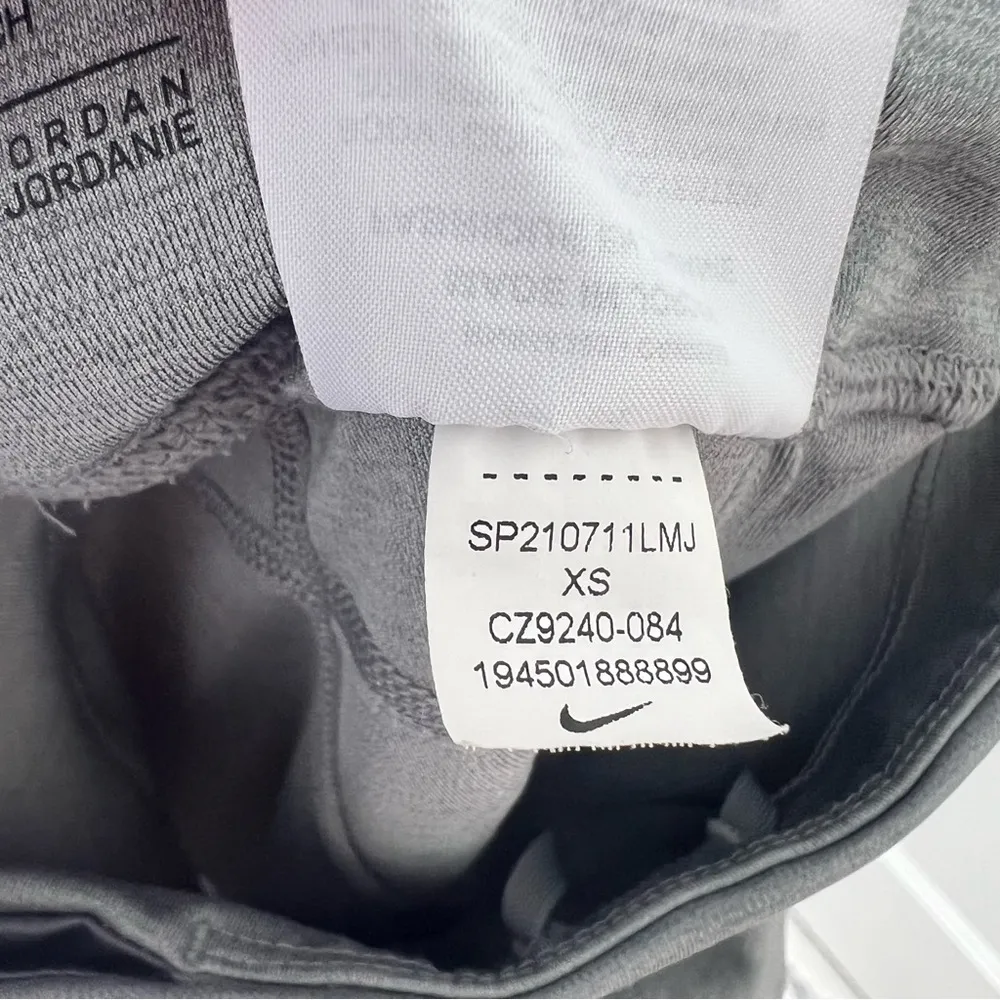 ORDAN
JORDANIE
SP210711LMJ
XS
CZ9240-084
194501888899